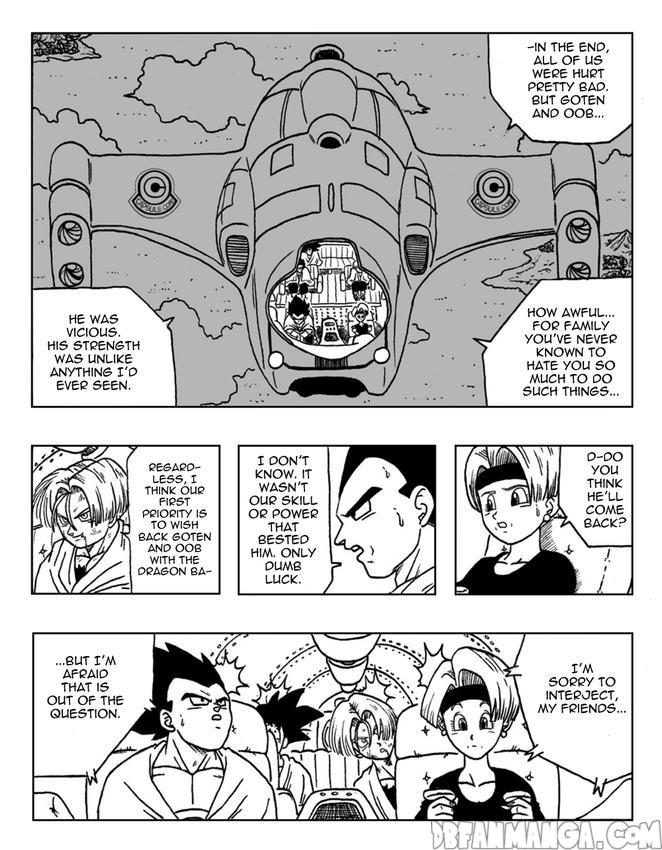 -IN THE END,
ALL OF US
WERE HURT
PRETTY BAD.
BUT GOTEN
AND OOB...
CAPSULE CORP.
CAPSULE CORP.
HOW AWFUL...
FOR FAMILY
YOU'VE NEVER
KNOWN TO
HATE YOU SO
MUCH TO DO
SUCH THINGS...
HE WAS
VICIOUS.
HIS STRENGTH
WAS UNLIKE
ANYTHING I'D
EVER SEEN.
D-DO
YOU
THINK
HE'LL
COME
BACK?
I DON'T
KNOW. IT
WASN'T
OUR SKILL
OR POWER
THAT
BESTED
HIM. ONLY
DUMB
LUCK.
REGARD-
LESS, I
THINK OUR
FIRST
PRIORITY IS
TO WISH
BACK GOTEN
AND OOB
WITH THE
DRAGON BA-
I'M
SORRY TO
INTERJECT,
MY FRIENDS...
...BUT I'M
AFRAID
THAT IS
OUT OF THE
QUESTION.
DBFANMANGA.COM